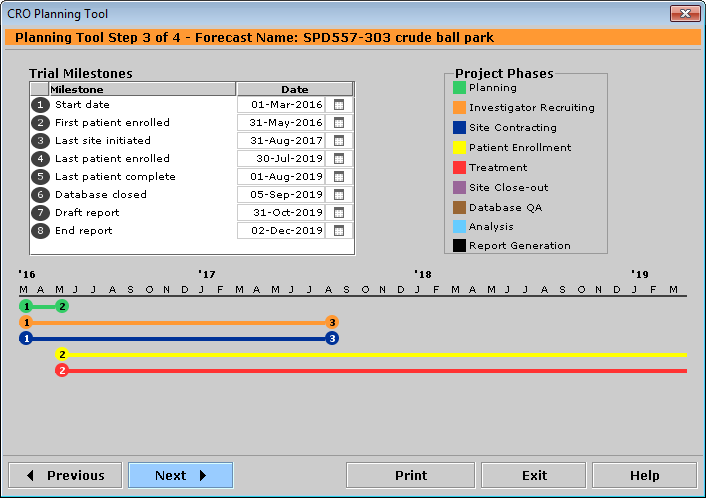 CRO Planning Tool
Planning Tool Step 3 of 4 - Forecast Name: SPD557-303 crude ball park
Trial Milestones
Milestone Date
1 Start date 01-Mar-2016
2 First patient enrolled 31-May-2016
3 Last site initiated 31-Aug-2017
4 Last patient enrolled 30-Jul-2019
5 Last patient complete 01-Aug-2019
6 Database closed 05-Sep-2019
7 Draft report 31-Oct-2019
8 End report 02-Dec-2019
Project Phases
Planning
Investigator Recruiting
Site Contracting
Patient Enrollment
Treatment
Site Close-out
Database QA
Analysis
Report Generation
'16 '17 '18 '19
M A M J J A S O N D J F M A M J J A S O N D J F M A M J J A S O N D J F M
1 2
1 3
1 3
2
2
Previous Next Print Exit Help